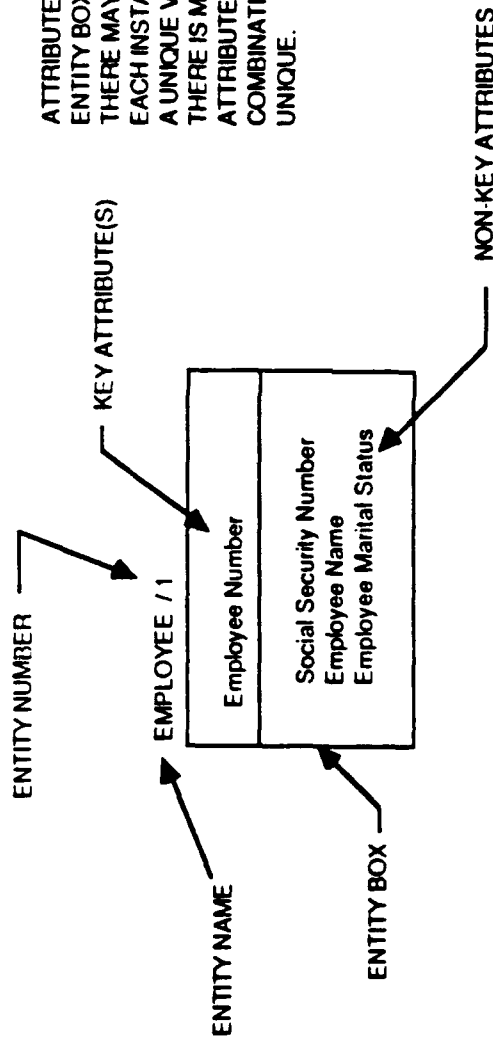 ATTRIBUTE
ENTITY BOX
THERE MAY
EACH INSTA
A UNIQUE V
THERE IS M
ATTRIBUTE
COMBINATI
UNIQUE.
ENTITY NUMBER
KEY ATTRIBUTE(S)
ENTITY NAME
EMPLOYEE / 1
Employee Number
Social Security Number
Employee Name
Employee Marital Status
ENTITY BOX
NON-KEY ATTRIBUTES